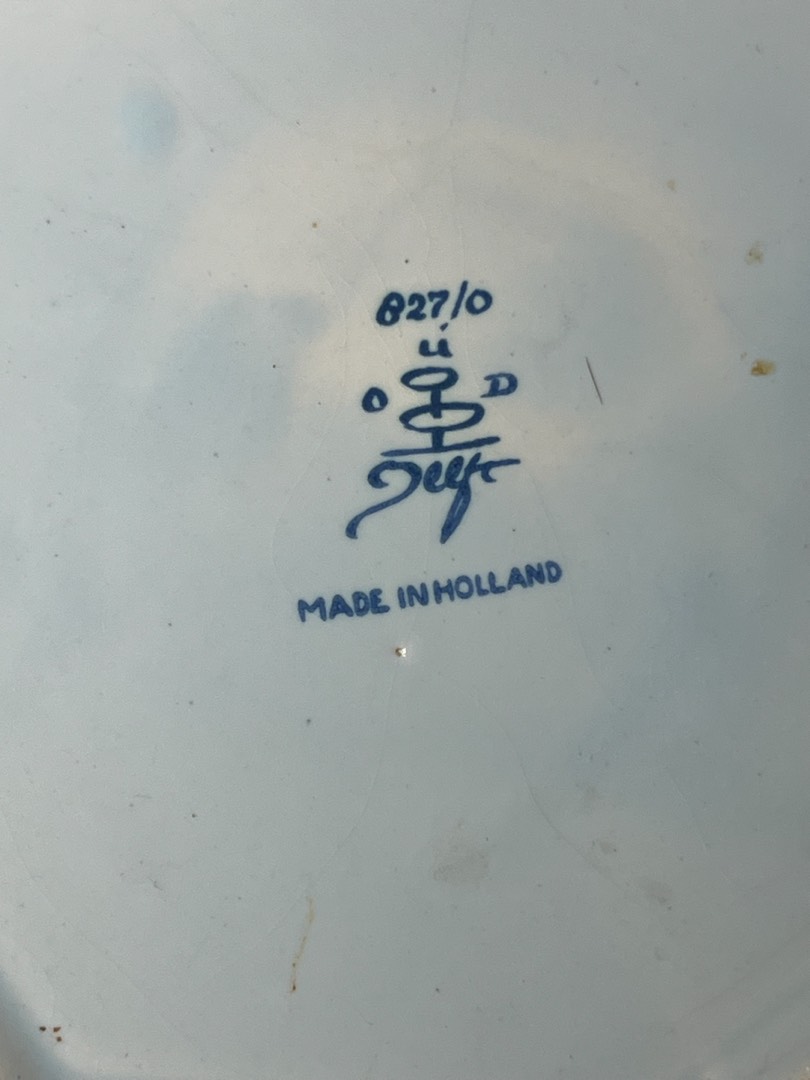 827/0
ü
O D
Delft
MADE IN HOLLAND